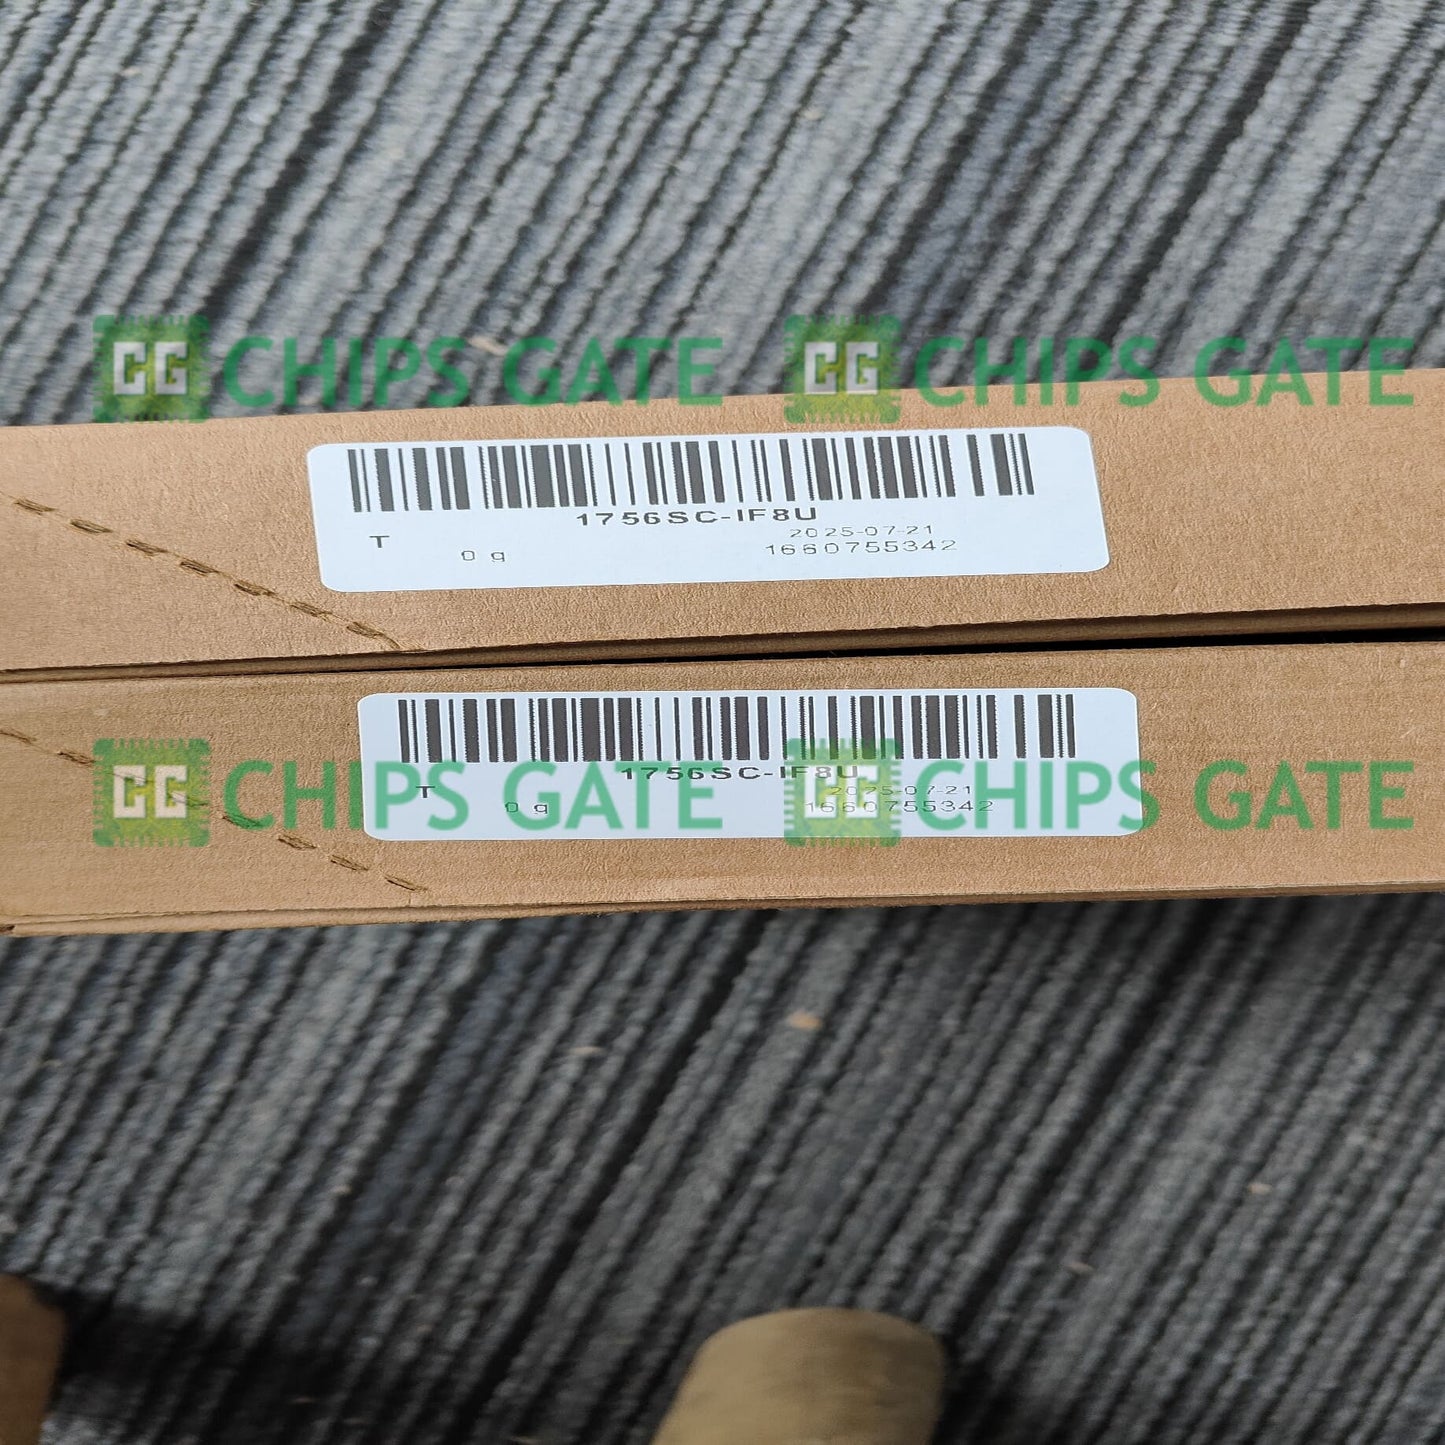 CG CHIPS GATE CG CHIPS GATE
1756SC-IF8U
2025-07-21
T 0 g 1660755342
CG CHIPS GATE CG CHIPS GATE
1756SC-IF8U
2025-07-21
T 0 g 1660755342